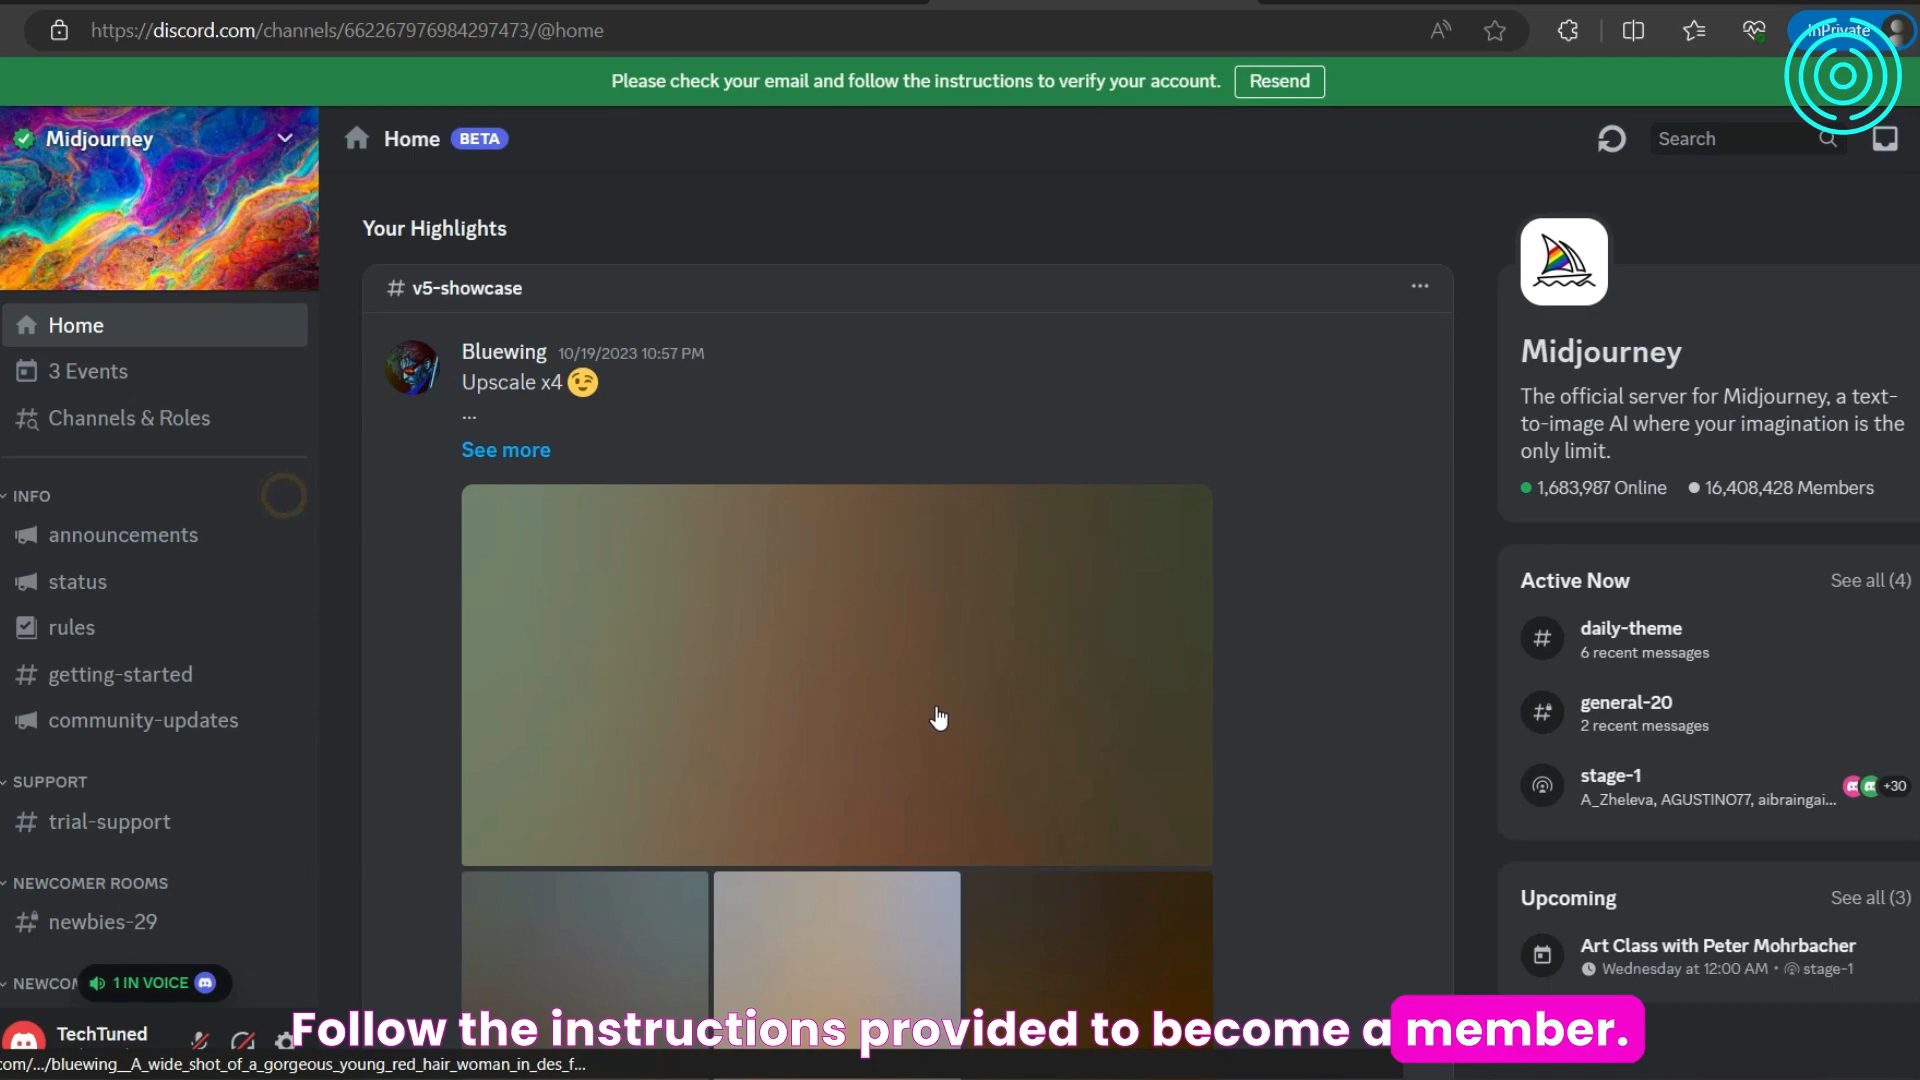 https://discord.com/channels/662267976984297473/@home
InPrivate
Please check your email and follow the instructions to verify your account.
Resend
Midjourney
Home
BETA
Search
Your Highlights
# v5-showcase
Home
3 Events
Channels & Roles
INFO
announcements
status
rules
# getting-started
community-updates
SUPPORT
# trial-support
NEWCOMER ROOMS
newbies-29
NEWCOM
1 IN VOICE
TechTuned
Bluewing 10/19/2023 10:57 PM
Upscale x4 😉
...
See more
Midjourney
The official server for Midjourney, a text-
to-image AI where your imagination is the
only limit.
1,683,987 Online
16,408,428 Members
Active Now
See all (4)
daily-theme
6 recent messages
general-20
2 recent messages
stage-1
A_Zheleva, AGUSTINO77, aibraingai...
+30
Upcoming
See all (3)
Art Class with Peter Mohrbacher
Wednesday at 12:00 AM • stage-1
Follow the instructions provided to become a member.
com/.../bluewing__A_wide_shot_of_a_gorgeous_young_red_hair_woman_in_des_f...